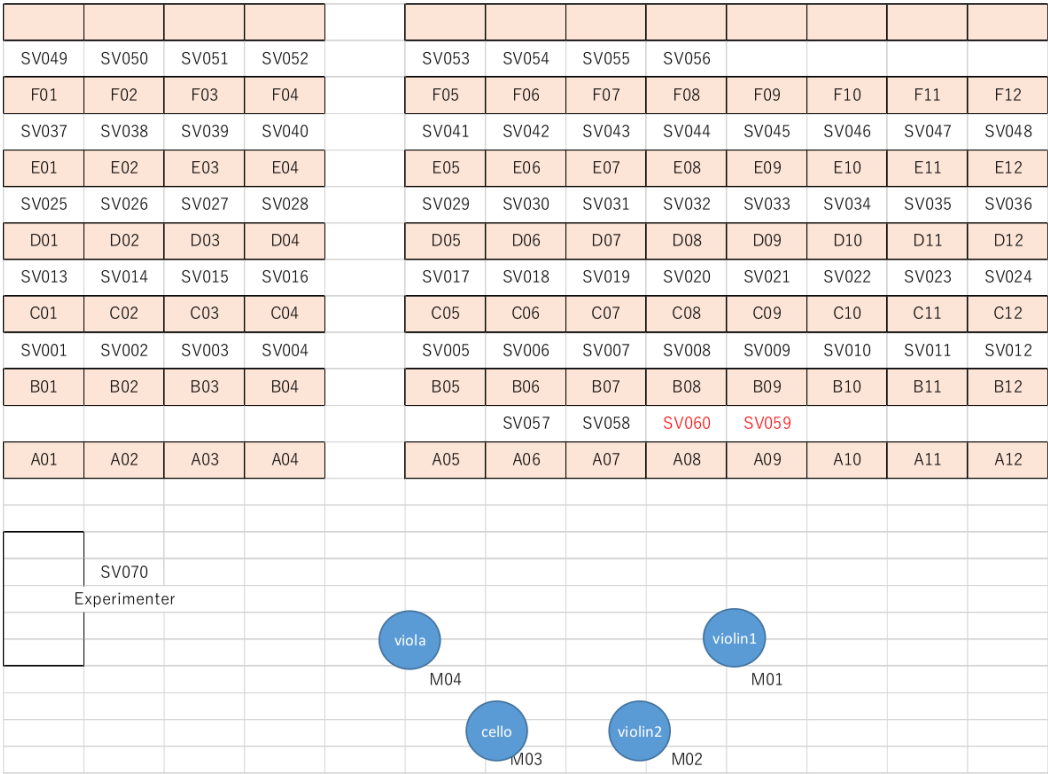 SV049 SV050 SV051 SV052 SV053 SV054 SV055 SV056
F01 F02 F03 F04 F05 F06 F07 F08 F09 F10 F11 F12
SV037 SV038 SV039 SV040 SV041 SV042 SV043 SV044 SV045 SV046 SV047 SV048
E01 E02 E03 E04 E05 E06 E07 E08 E09 E10 E11 E12
SV025 SV026 SV027 SV028 SV029 SV030 SV031 SV032 SV033 SV034 SV035 SV036
D01 D02 D03 D04 D05 D06 D07 D08 D09 D10 D11 D12
SV013 SV014 SV015 SV016 SV017 SV018 SV019 SV020 SV021 SV022 SV023 SV024
C01 C02 C03 C04 C05 C06 C07 C08 C09 C10 C11 C12
SV001 SV002 SV003 SV004 SV005 SV006 SV007 SV008 SV009 SV010 SV011 SV012
B01 B02 B03 B04 B05 B06 B07 B08 B09 B10 B11 B12
SV057 SV058 SV060 SV059
A01 A02 A03 A04 A05 A06 A07 A08 A09 A10 A11 A12
SV070
Experimenter
viola violin1
M04 M01
cello violin2
M03 M02